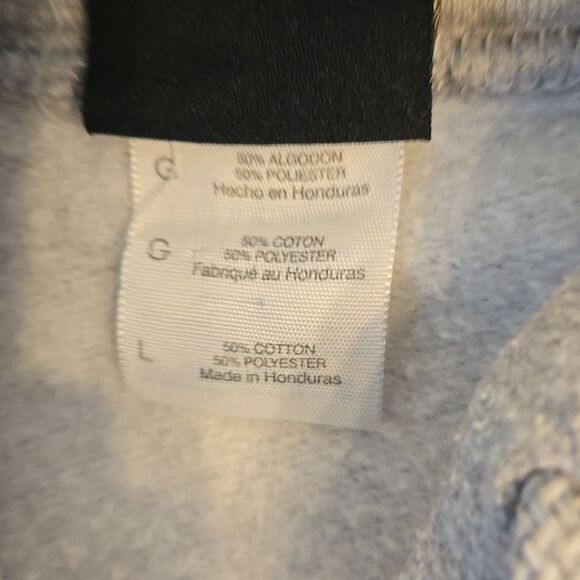 G
50% ALGODON
50% POLIESTER
Hecho en Honduras
G
50% COTON
50% POLYESTER
Fabriqué au Honduras
L
50% COTTON
50% POLYESTER
Made in Honduras